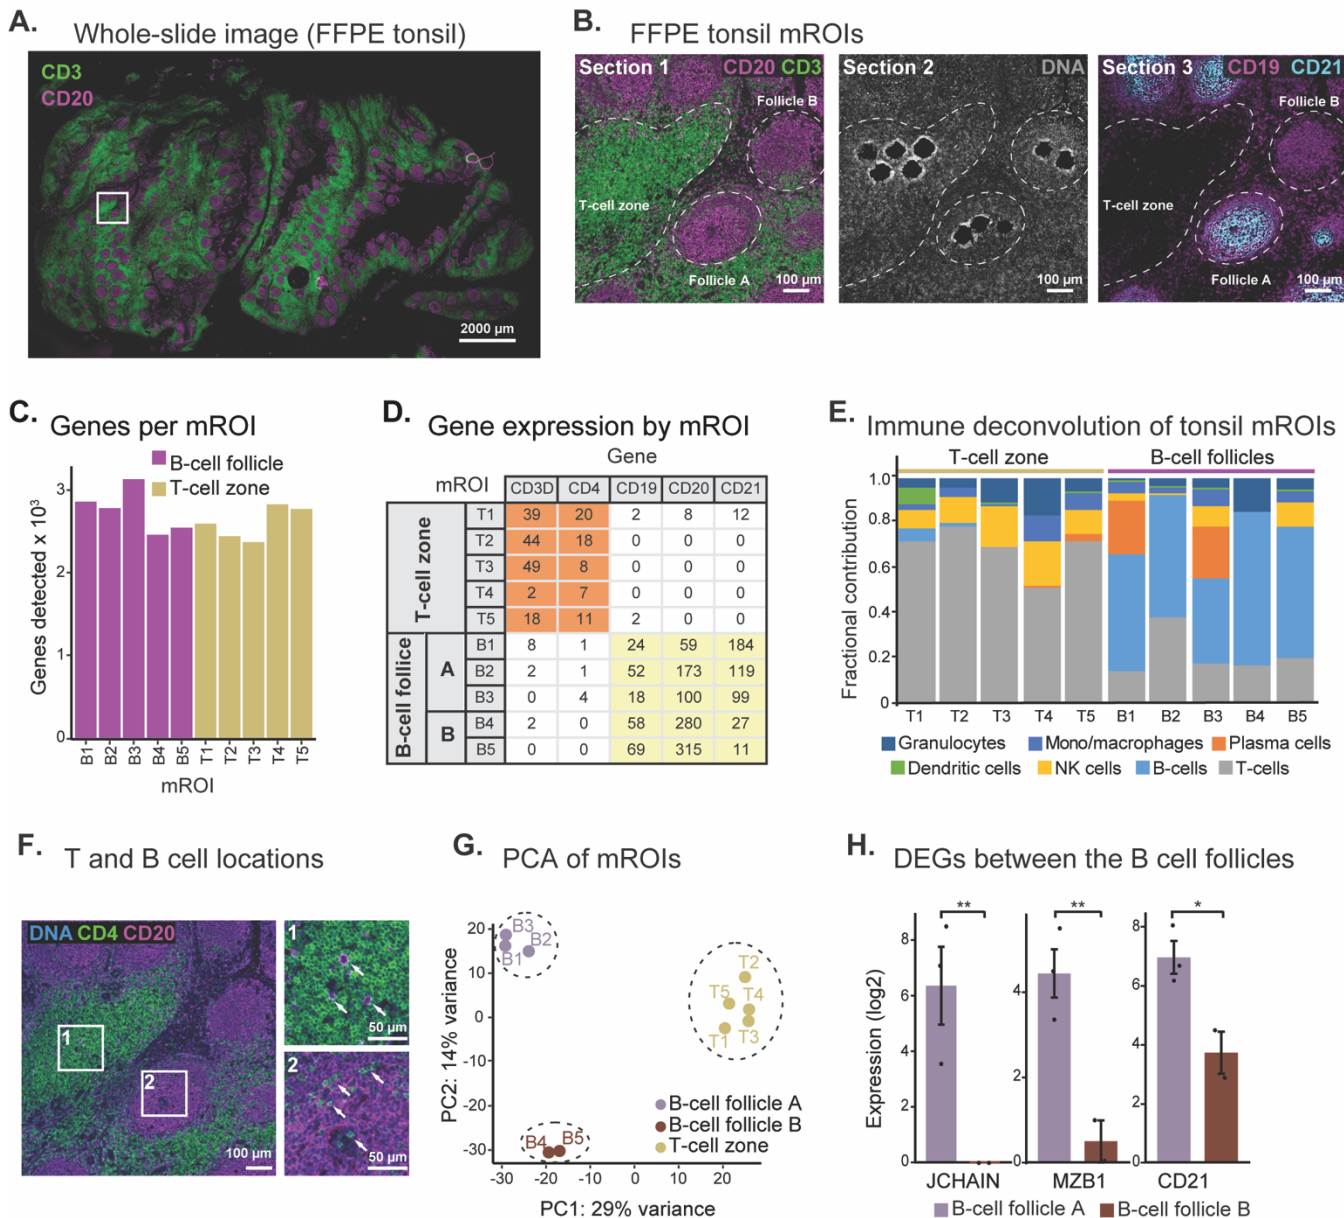 A. Whole-slide image (FFPE tonsil)
CD3
CD20
2000 µm
B. FFPE tonsil mROIs
Section 1 CD20 CD3
Follicle B
T-cell zone
Follicle A
100 µm
Section 2 DNA
100 µm
Section 3 CD19 CD21
Follicle B
T-cell zone
Follicle A
100 µm
C. Genes per mROI
B-cell follicle
T-cell zone
Genes detected x 10³
3
2
0
B1 B2 B3 B4 B5 T1 T2 T3 T4 T5
mROI
D. Gene expression by mROI
Gene
mROI CD3D CD4 CD19 CD20 CD21
T-cell zone
T1 39 20 2 8 12
T2 44 18 0 0 0
T3 49 8 0 0 0
T4 2 7 0 0 0
T5 18 11 2 0 0
B-cell follice
A
B1 8 1 24 59 184
B2 2 1 52 173 119
B3 0 4 18 100 99
B
B4 2 0 58 280 27
B5 0 0 69 315 11
E. Immune deconvolution of tonsil mROIs
T-cell zone B-cell follicles
Fractional contribution
1.0
0.8
0.6
0.4
0.2
0
T1 T2 T3 T4 T5 B1 B2 B3 B4 B5
Granulocytes Mono/macrophages Plasma cells
Dendritic cells NK cells B-cells T-cells
F. T and B cell locations
DNA CD4 CD20
1
2
100 µm
1
50 µm
2
50 µm
G. PCA of mROIs
PC2: 14% variance
20
10
0
-10
-20
-30
B3
B2
B1
T2
T5
T4
T1
T3
B4
B5
B-cell follicle A
B-cell follicle B
T-cell zone
-30 -20 -10 0 10 20
PC1: 29% variance
H. DEGs between the B cell follicles
Expression (log2)
** ** *
8
6
4
2
0
JCHAIN
4
2
0
MZB1
8
6
4
2
0
CD21
B-cell follicle A B-cell follicle B